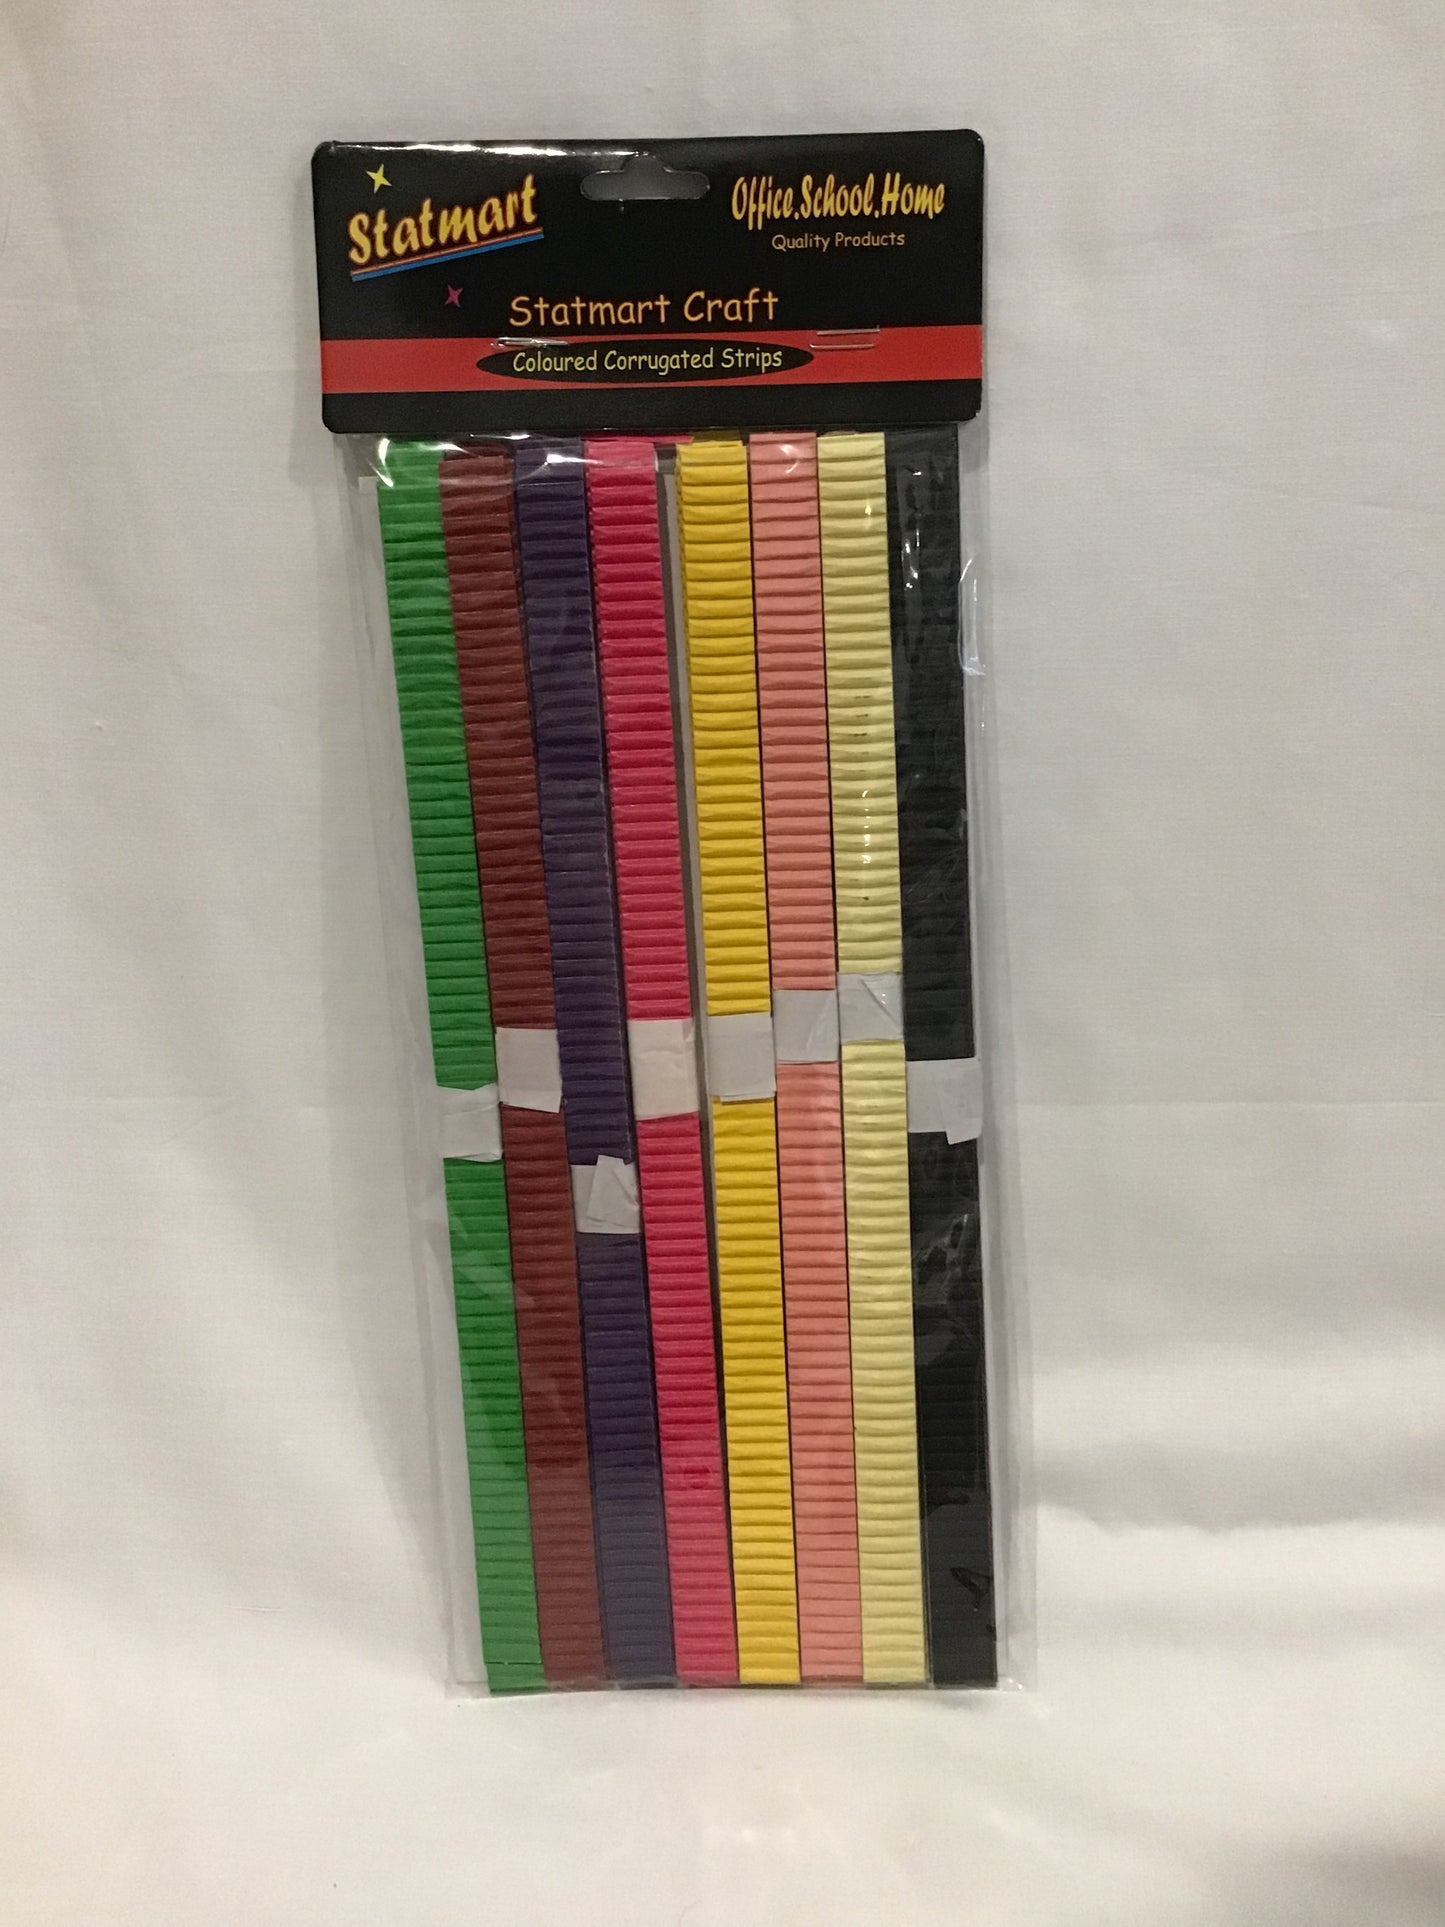 Statmart
Office.School.Home
Quality Products
Statmart Craft
Coloured Corrugated Strips